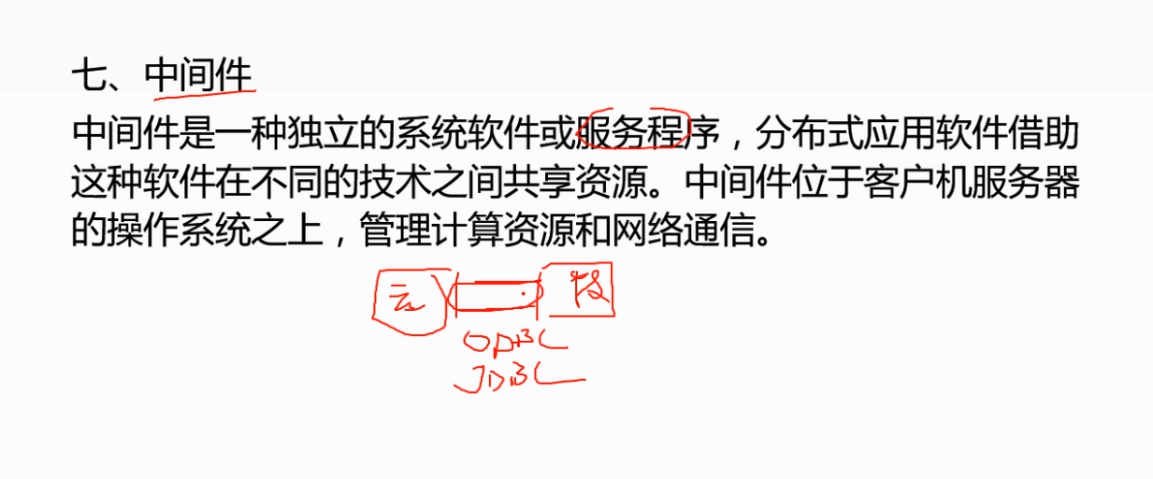 七、中间件
中间件是一种独立的系统软件或服务程序，分布式应用软件借助
这种软件在不同的技术之间共享资源。中间件位于客户机服务器
的操作系统之上，管理计算资源和网络通信。
云
ODBC
JDBC